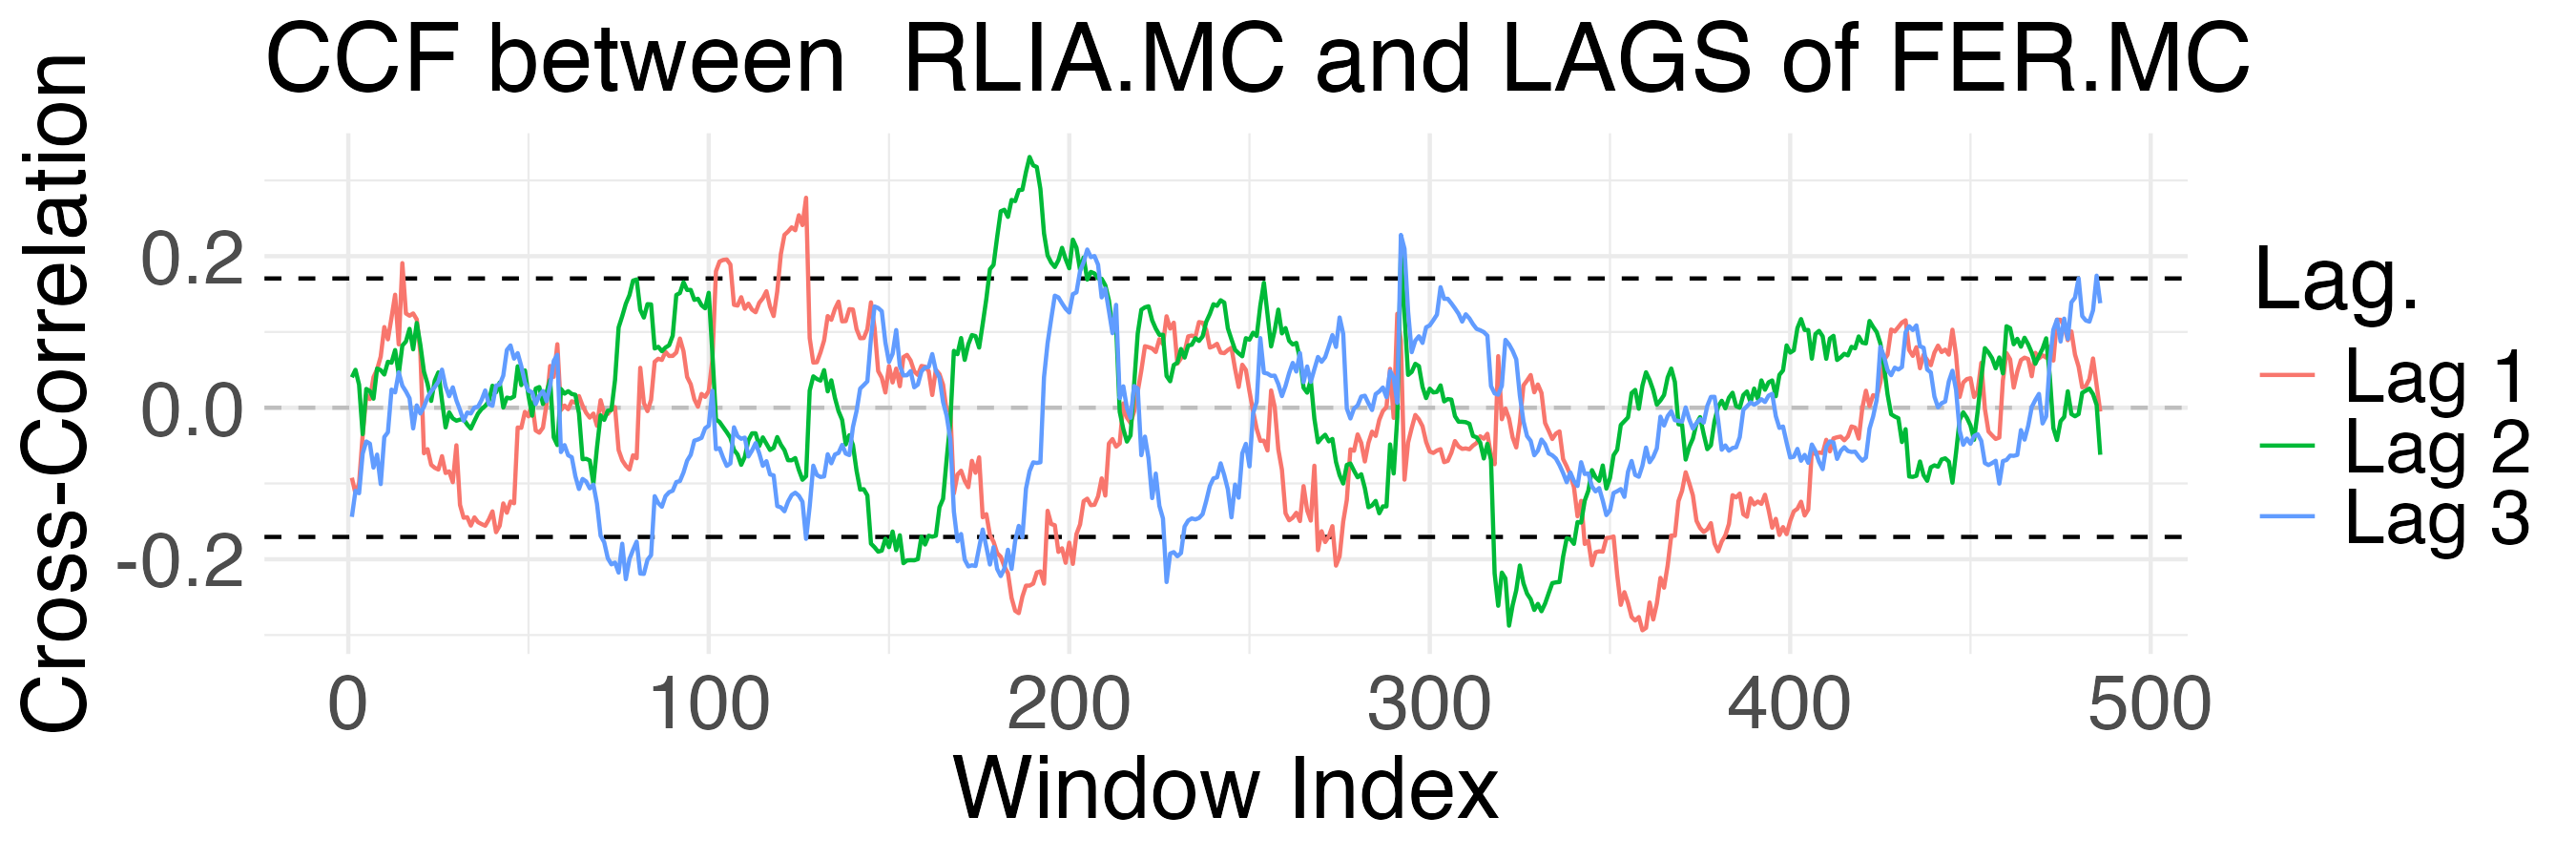 CCF between  RLIA.MC and LAGS of FER.MC
Cross-Correlation
0.2
0.0
-0.2
0 100 200 300 400 500
Window Index
Lag.
Lag 1
Lag 2
Lag 3